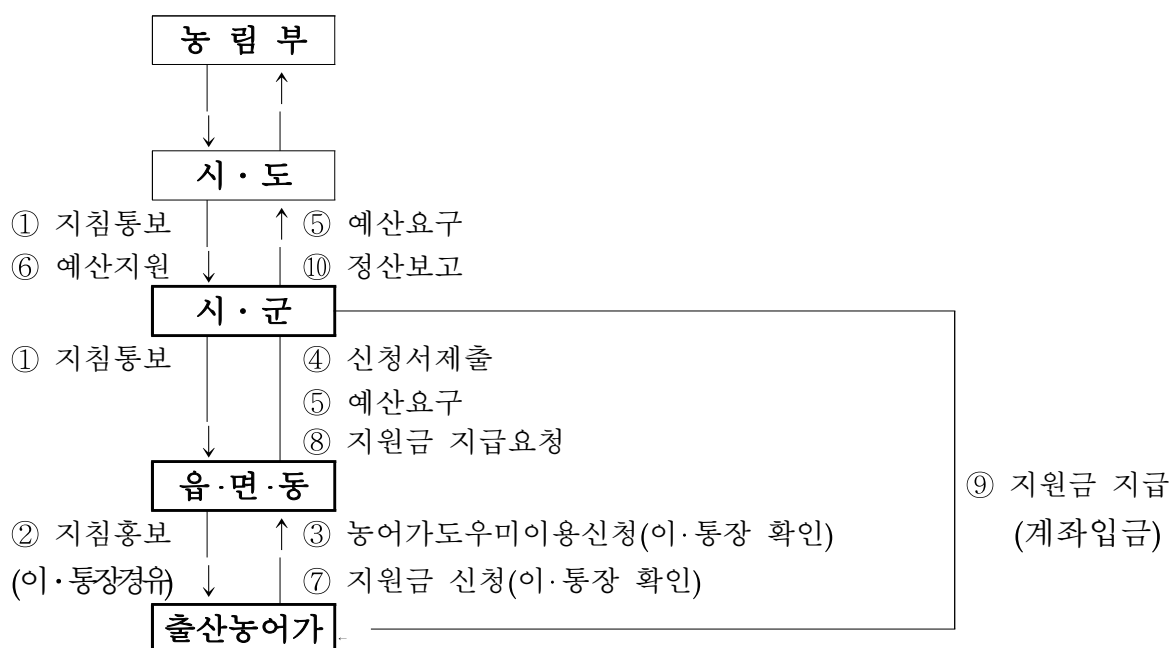 농 림 부
시·도
① 지침통보 ⑤ 예산요구
⑥ 예산지원 ⑩ 정산보고
시·군
① 지침통보 ④ 신청서제출
⑤ 예산요구
⑧ 지원금 지급요청
읍·면·동
⑨ 지원금 지급
② 지침홍보 ③ 농어가도우미이용신청(이·통장 확인)
(계좌입금)
(이·통장경유) ⑦ 지원금 신청(이·통장 확인)
출산농어가